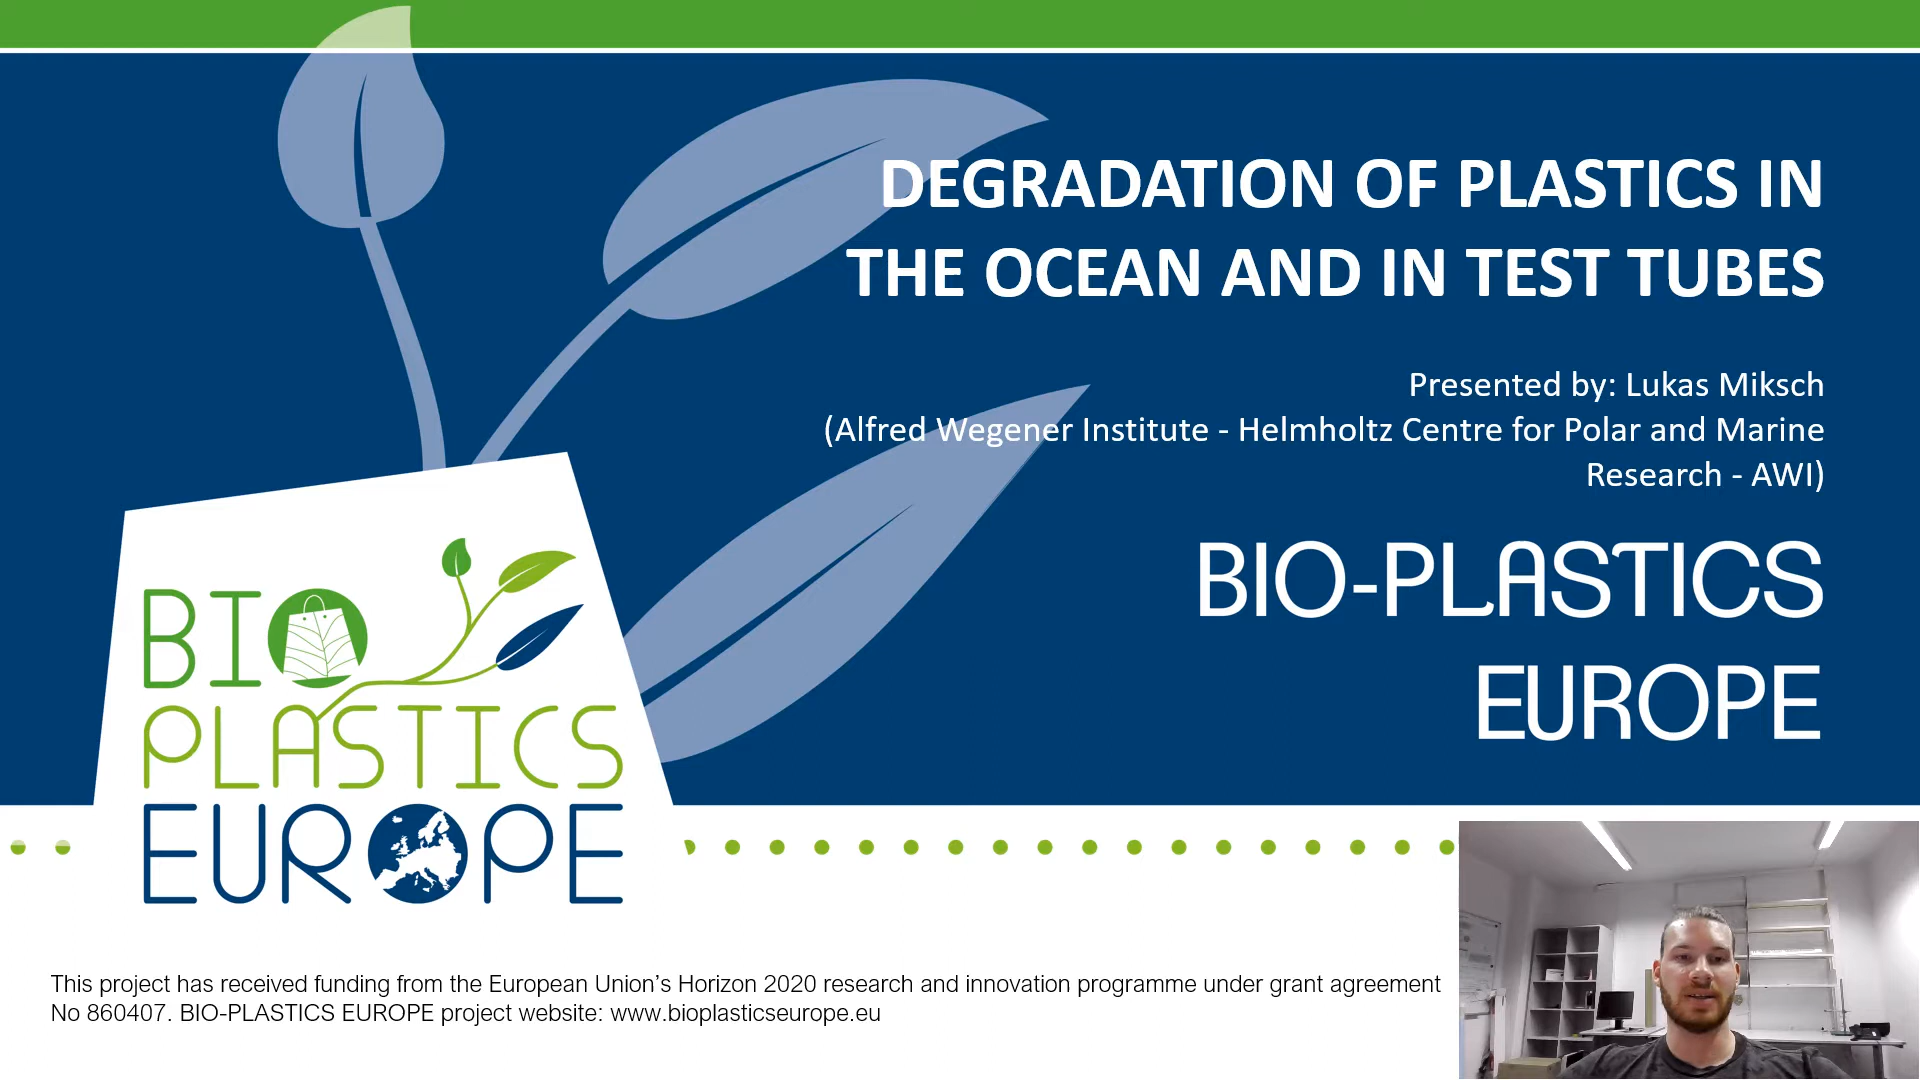 DEGRADATION OF PLASTICS IN
THE OCEAN AND IN TEST TUBES
Presented by: Lukas Miksch
(Alfred Wegener Institute - Helmholtz Centre for Polar and Marine
Research - AWI)
BIO-PLASTICS
EUROPE
BIO
PLASTICS
EUROPE
This project has received funding from the European Union’s Horizon 2020 research and innovation programme under grant agreement
No 860407. BIO-PLASTICS EUROPE project website: www.bioplasticseurope.eu